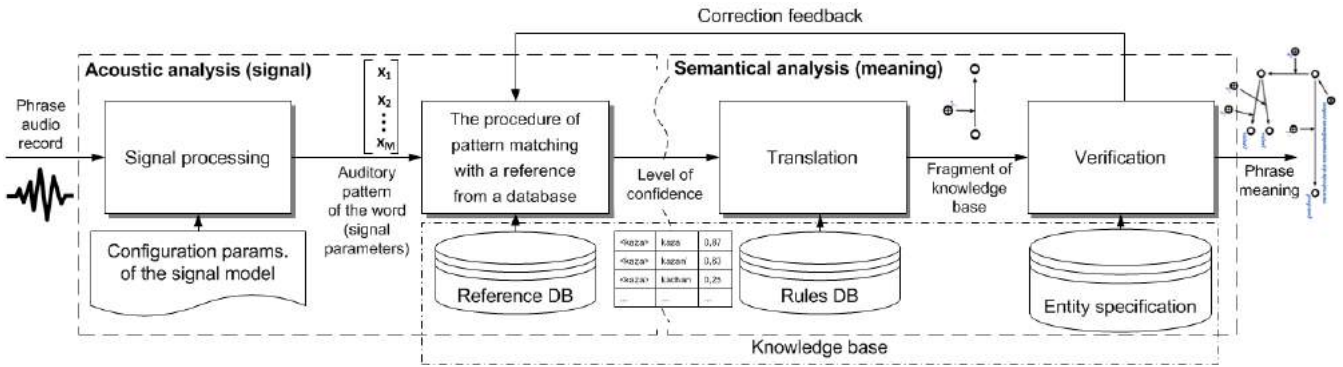 Correction feedback
Acoustic analysis (signal)
Semantical analysis (meaning)
Phrase
audio
record
Signal processing
x1
x2
⋮
xM
Auditory
pattern
of the word
(signal
parameters)
The procedure of
pattern matching
with a reference
from a database
Level of
confidence
Translation
Fragment of
knowledge
base
Verification
Phrase
meaning
Configuration params.
of the signal model
Reference DB
<kaza> kaza 0,87
<kaza> kazan' 0,63
<kaza> kachan 0,25
... ... ...
Rules DB
Entity specification
Knowledge base